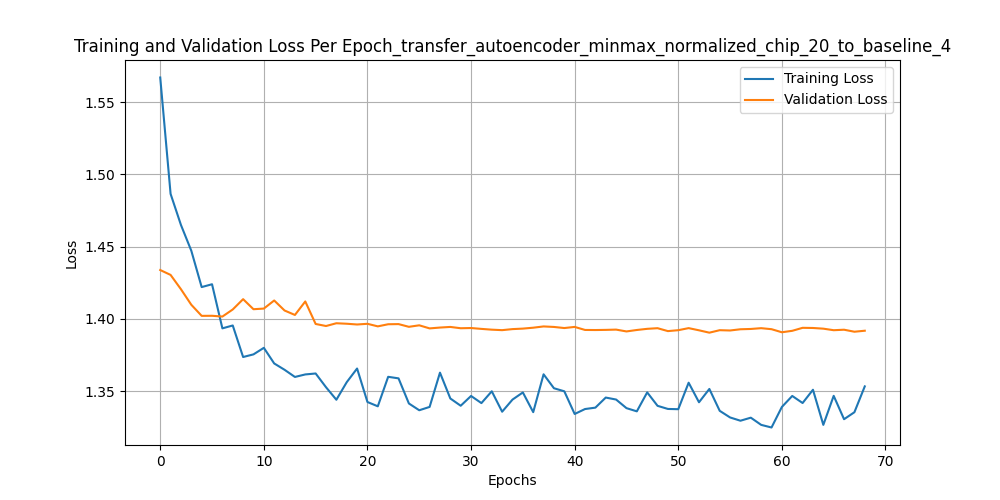 Training and Validation Loss Per Epoch_transfer_autoencoder_minmax_normalized_chip_20_to_baseline_4
Training Loss
Validation Loss
1.55
1.50
1.45
1.40
1.35
Loss
0 10 20 30 40 50 60 70
Epochs